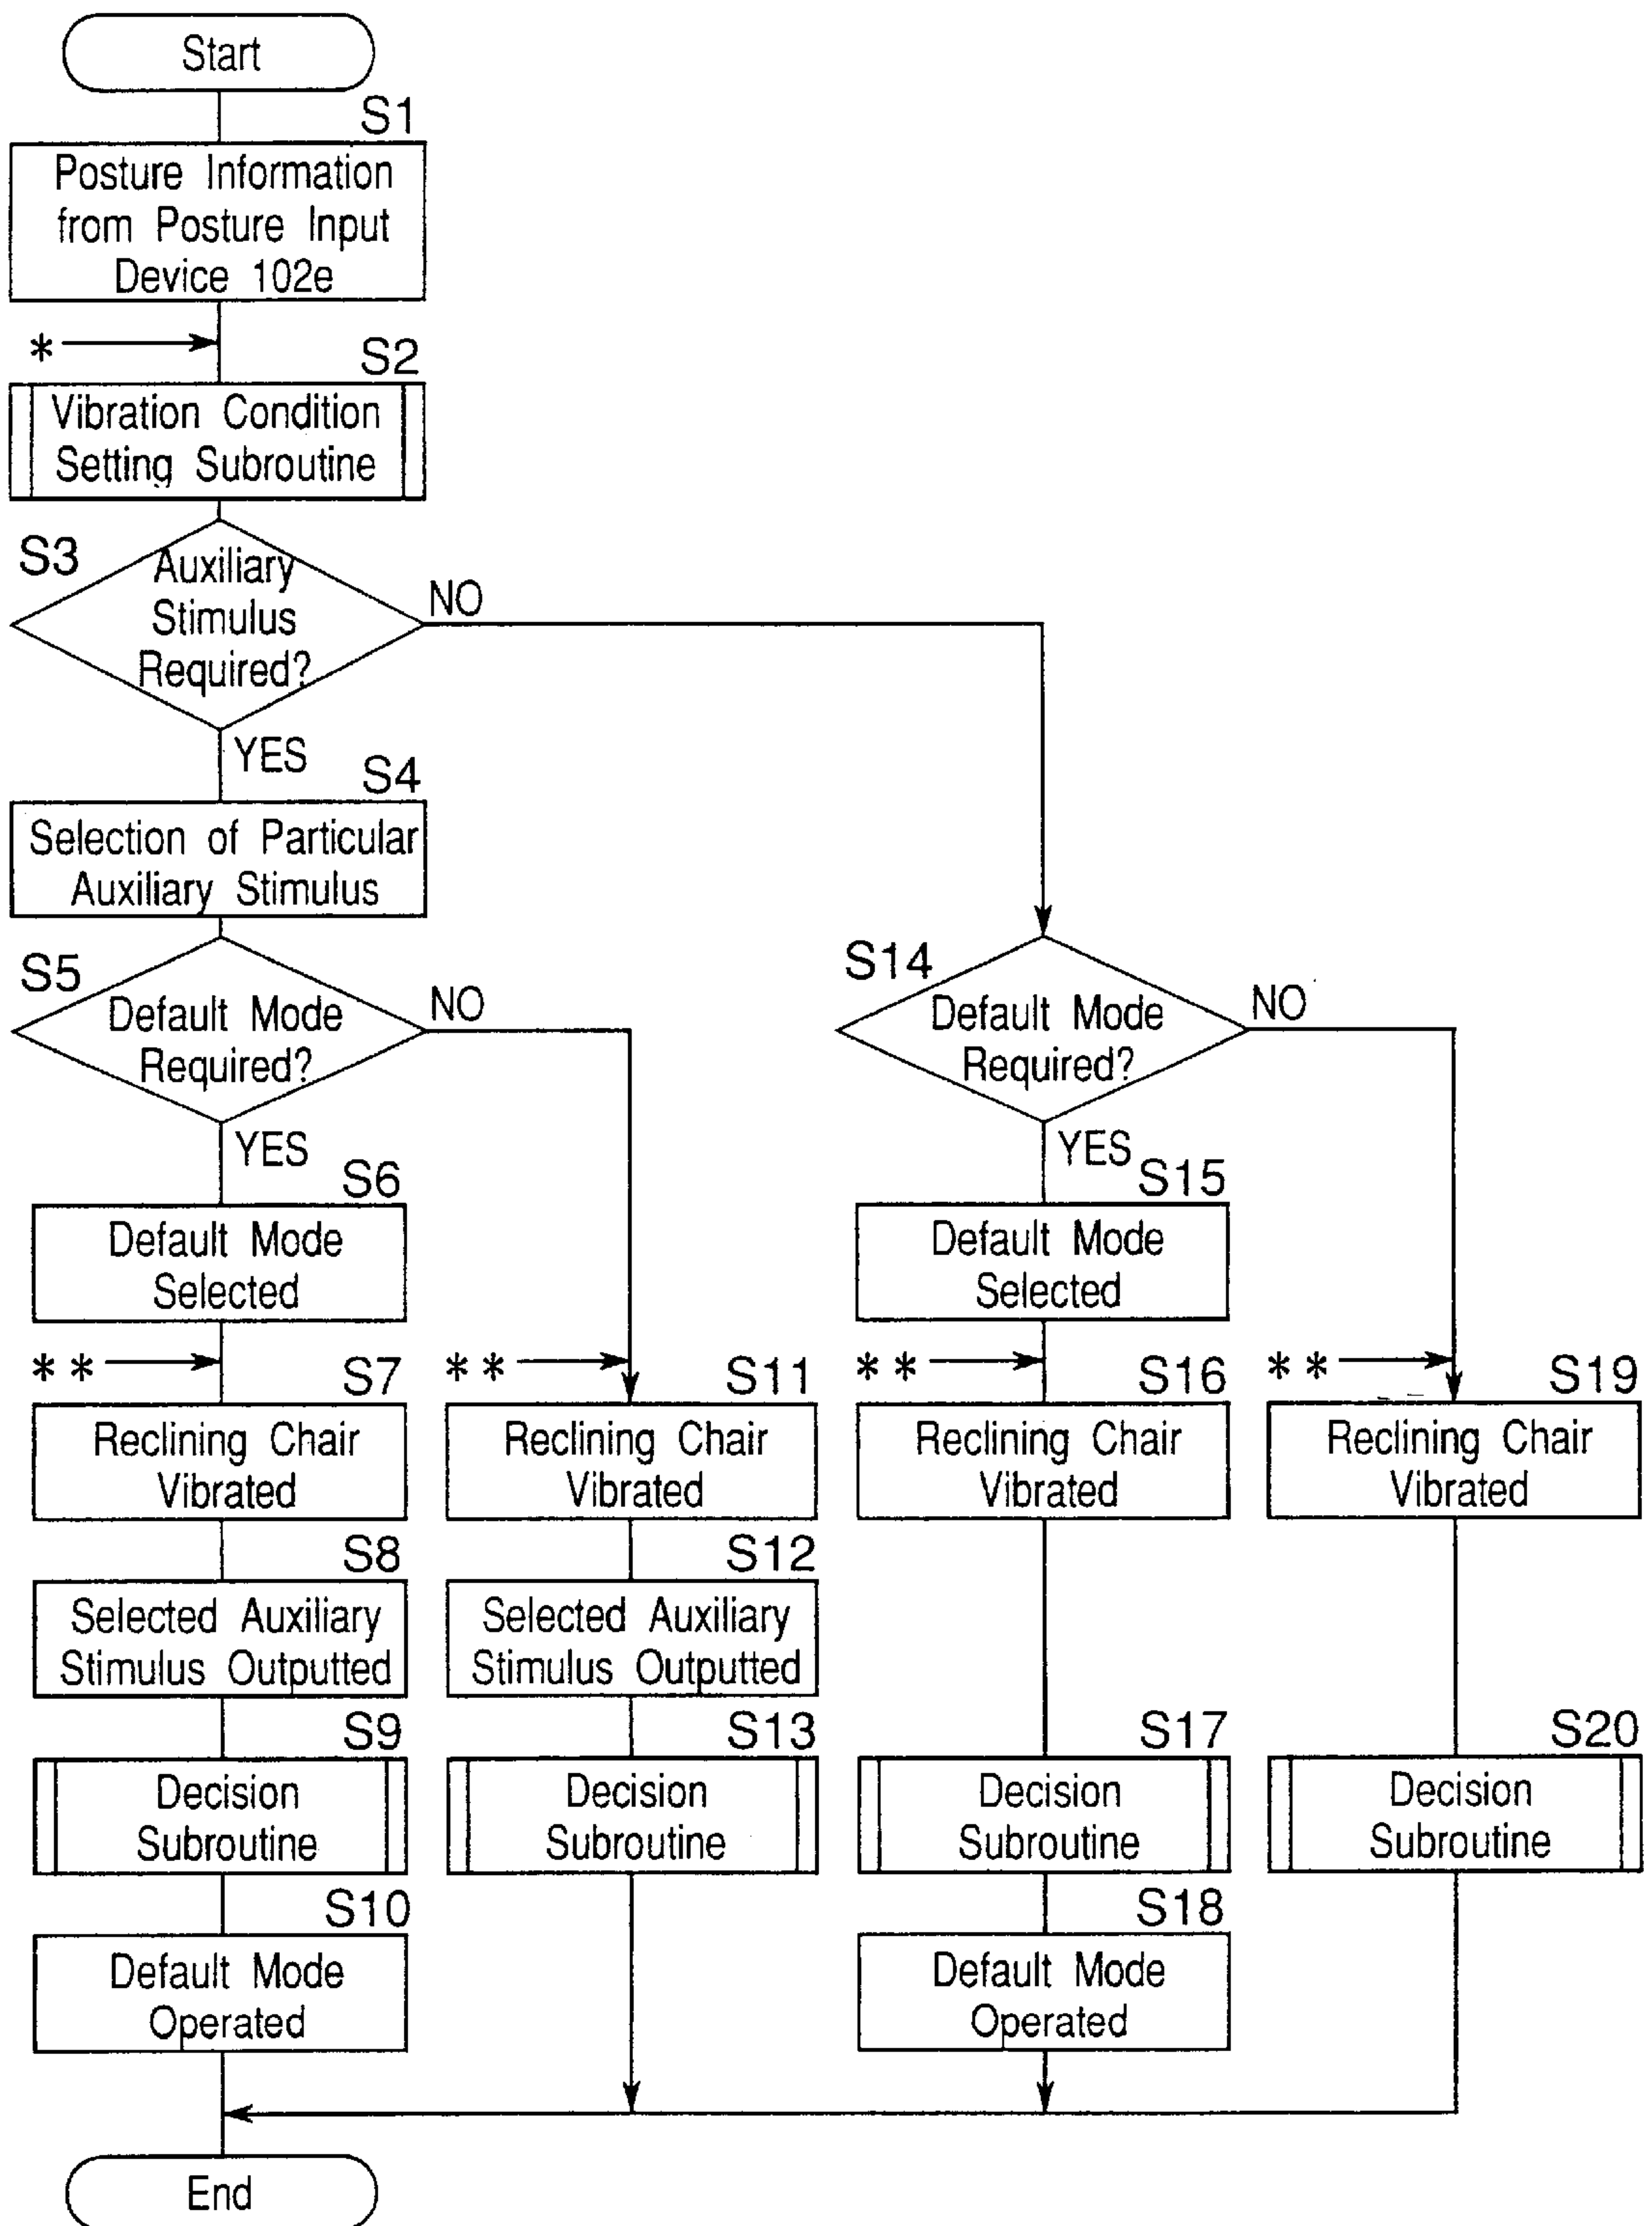 Start
S1
Posture Information
from Posture Input
Device 102e
*
S2
Vibration Condition
Setting Subroutine
S3
Auxiliary
Stimulus
Required?
NO
YES
S4
Selection of Particular
Auxiliary Stimulus
S5
Default Mode
Required?
NO
YES
S6
Default Mode
Selected
**
S7
Reclining Chair
Vibrated
S8
Selected Auxiliary
Stimulus Outputted
S9
Decision
Subroutine
S10
Default Mode
Operated
**
S11
Reclining Chair
Vibrated
S12
Selected Auxiliary
Stimulus Outputted
S13
Decision
Subroutine
S14
Default Mode
Required?
NO
YES
S15
Default Mode
Selected
**
S16
Reclining Chair
Vibrated
S17
Decision
Subroutine
S18
Default Mode
Operated
**
S19
Reclining Chair
Vibrated
S20
Decision
Subroutine
End